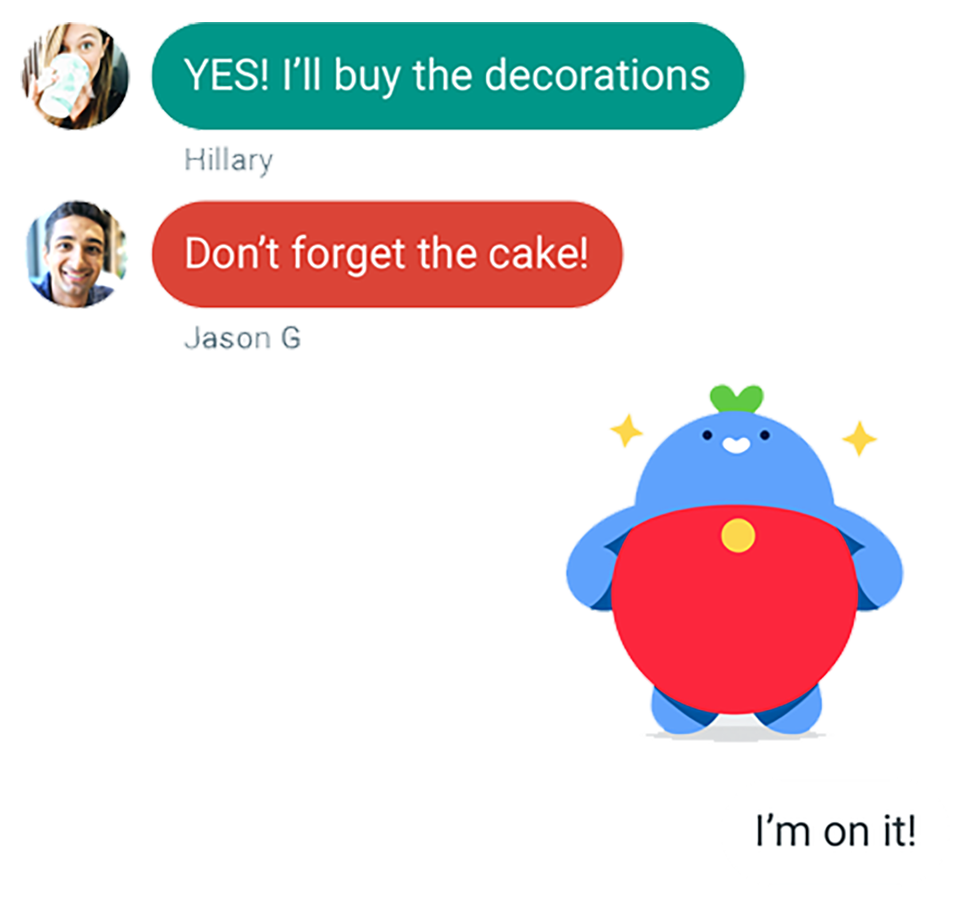 YES! I’ll buy the decorations
Hillary
Don’t forget the cake!
Jason G
I’m on it!